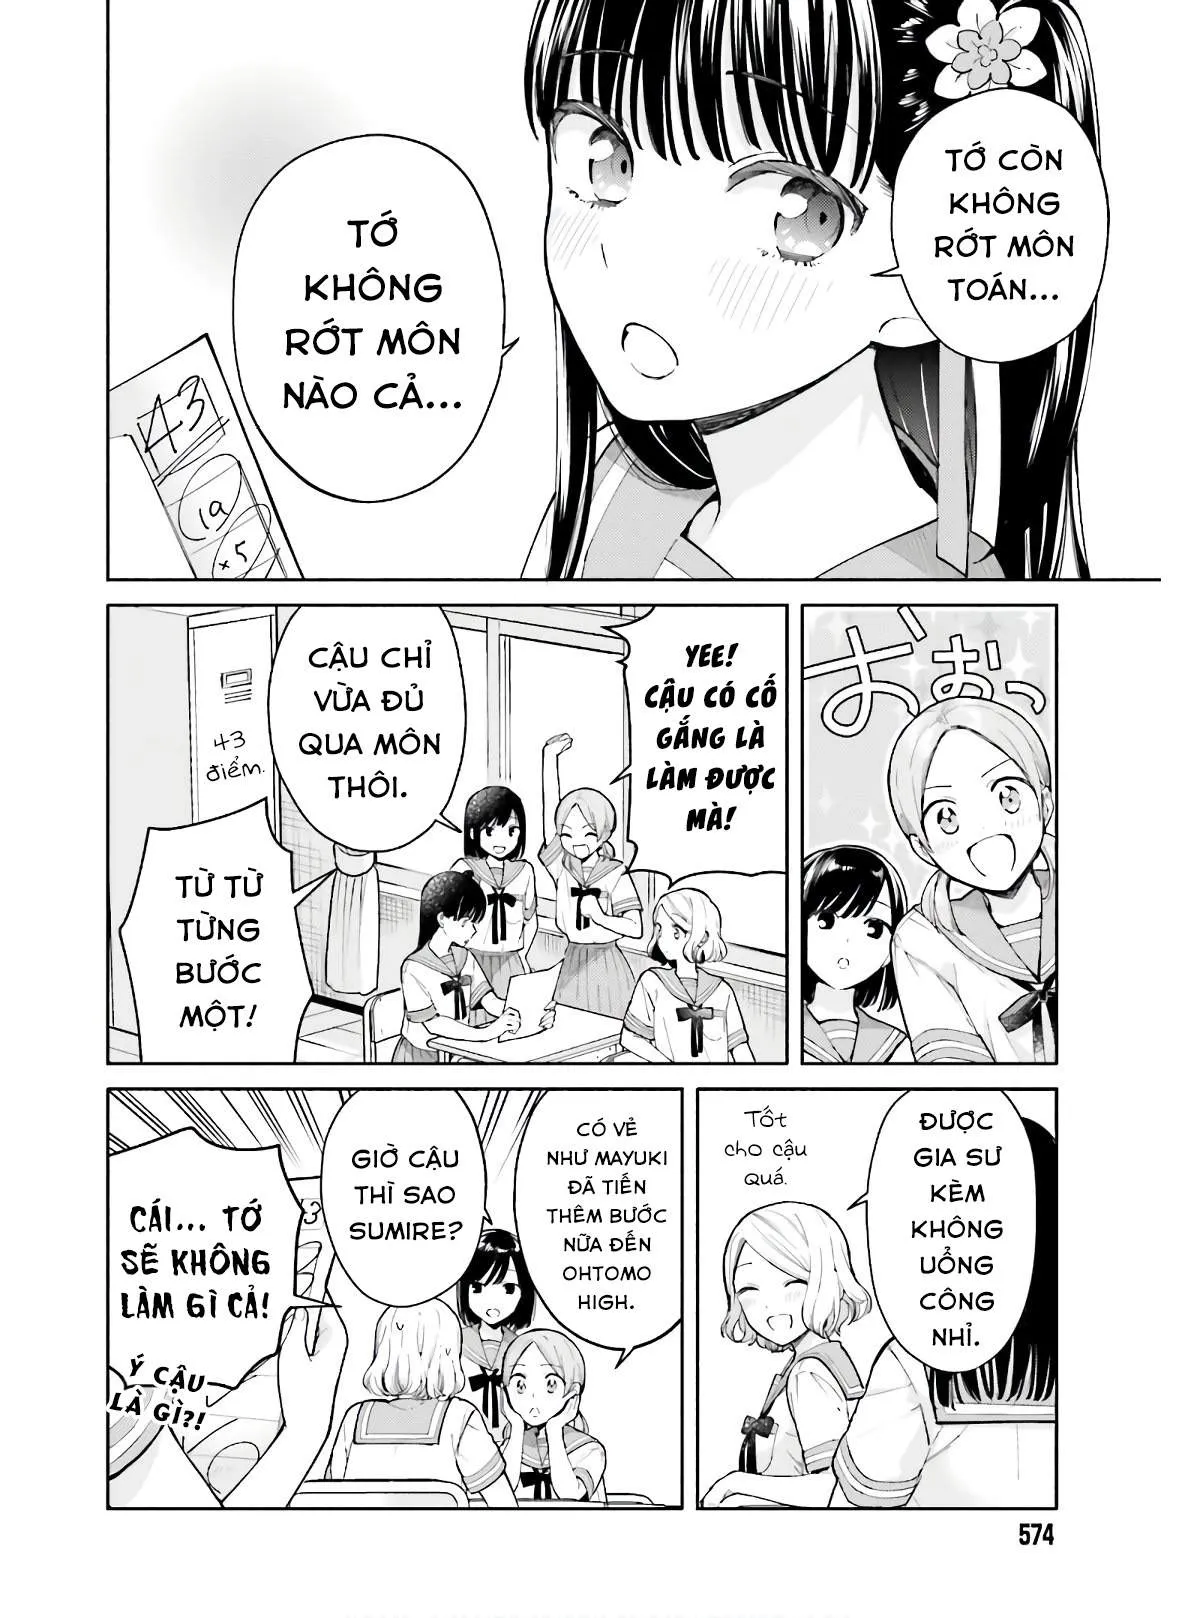 TỚ CÒN
KHÔNG
RỚT MÔN
TOÁN...
TỚ
KHÔNG
RỚT MÔN
NÀO CẢ...
43
19
×5
おおっ
YEE!
CẬU CÓ CỐ
GẮNG LÀ
LÀM ĐƯỢC
MÀ!
CẬU CHỈ
VỪA ĐỦ
QUA MÔN
THÔI.
43
điểm.
TỪ TỪ
TỪNG
BƯỚC
MỘT!
ĐƯỢC
GIA SƯ
KÈM
KHÔNG
UỔNG
CÔNG
NHỈ.
Tốt
cho cậu
quá.
CÓ VẺ
NHƯ MAYUKI
ĐÃ TIẾN
THÊM BƯỚC
NỮA ĐẾN
OHTOMO
HIGH.
GIỜ CẬU
THÌ SAO
SUMIRE?
CÁI... TỚ
SẼ KHÔNG
LÀM GÌ CẢ!
Ý CẬU
LÀ GÌ?!
574